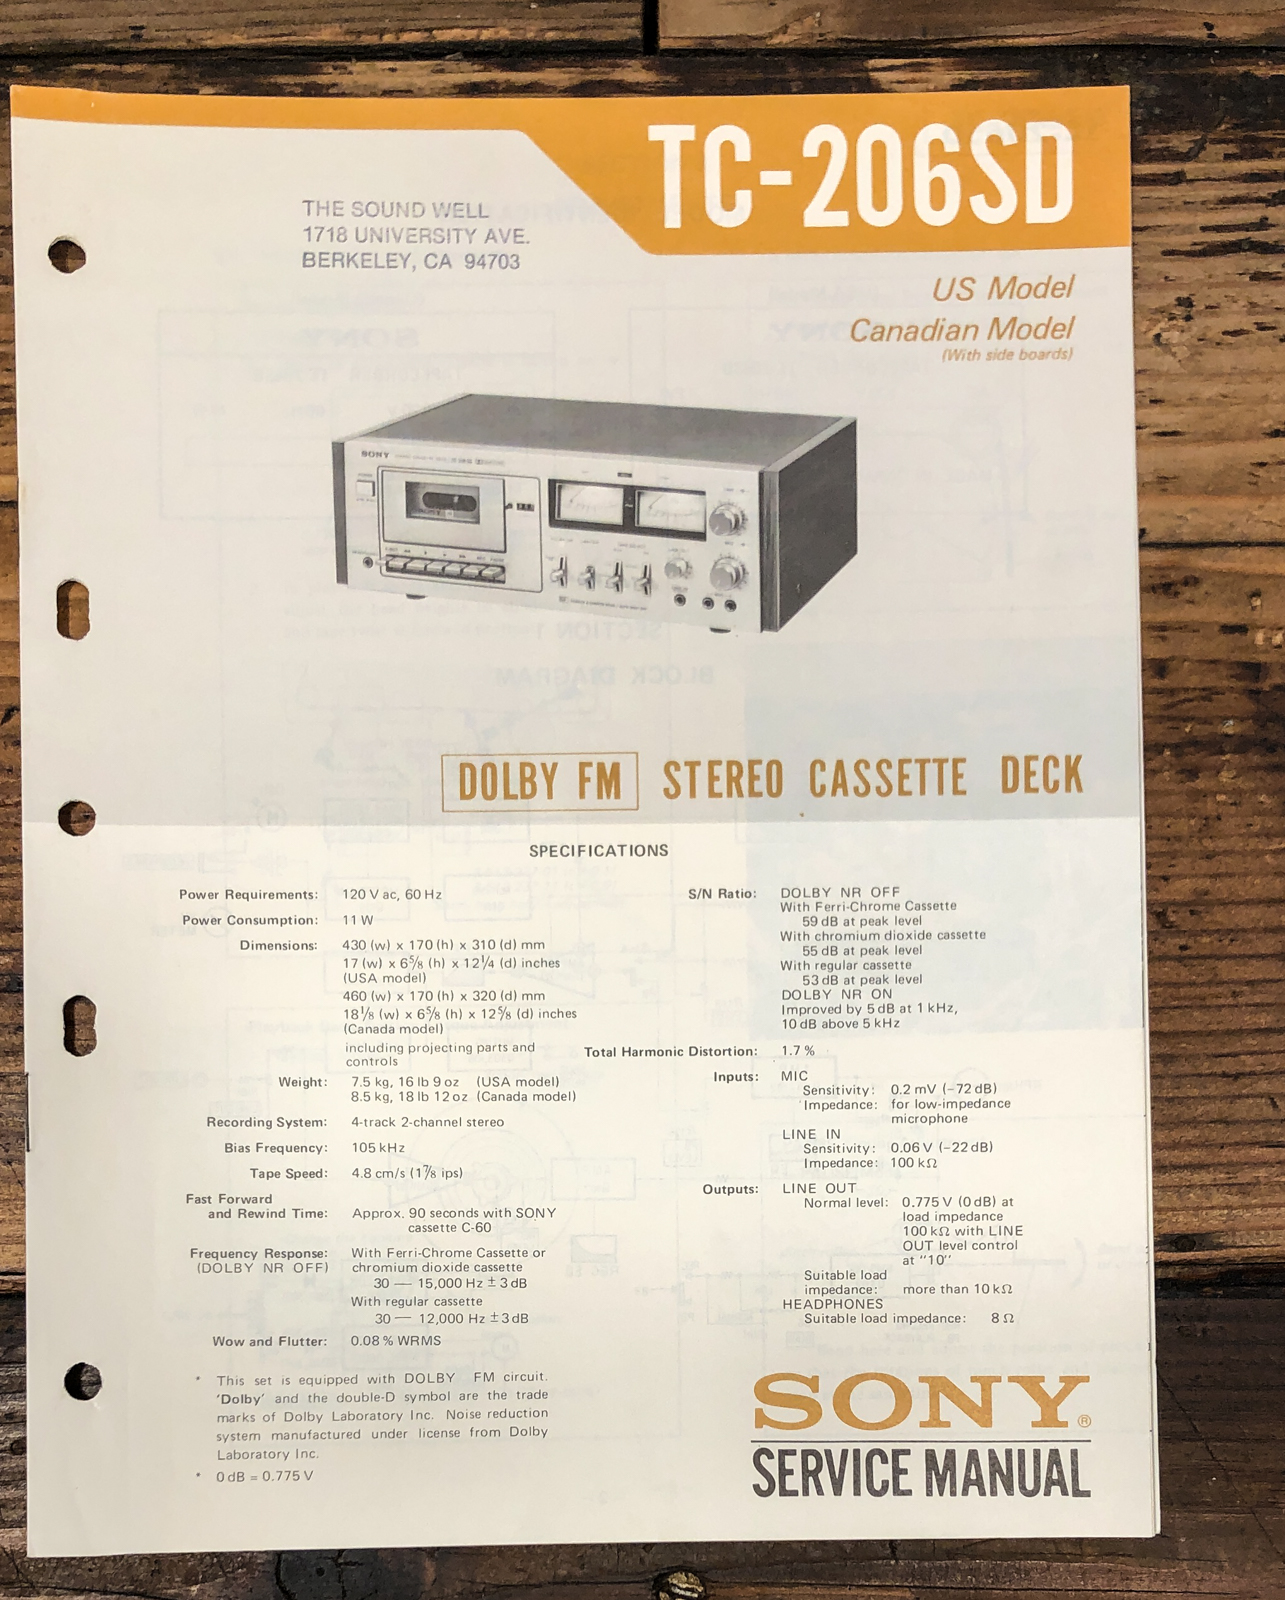 TC-206SD
THE SOUND WELL
1718 UNIVERSITY AVE.
BERKELEY, CA 94703
US Model
Canadian Model
(With side boards)
SONY
DOLBY FM STEREO CASSETTE DECK
SPECIFICATIONS
Power Requirements: 120 V ac, 60 Hz
Power Consumption: 11 W
Dimensions: 430 (w) x 170 (h) x 310 (d) mm
17 (w) x 6⅝ (h) x 12¼ (d) inches
(USA model)
460 (w) x 170 (h) x 320 (d) mm
18⅛ (w) x 6⅝ (h) x 12⅝ (d) inches
(Canada model)
including projecting parts and
controls
Weight: 7.5 kg, 16 lb 9 oz (USA model)
8.5 kg, 18 lb 12 oz (Canada model)
Recording System: 4-track 2-channel stereo
Bias Frequency: 105 kHz
Tape Speed: 4.8 cm/s (1⅞ ips)
Fast Forward
and Rewind Time: Approx. 90 seconds with SONY
cassette C-60
Frequency Response: With Ferri-Chrome Cassette or
(DOLBY NR OFF) chromium dioxide cassette
30 — 15,000 Hz ± 3 dB
With regular cassette
30 — 12,000 Hz ± 3 dB
Wow and Flutter: 0.08 % WRMS
* This set is equipped with DOLBY FM circuit.
'Dolby' and the double-D symbol are the trade
marks of Dolby Laboratory Inc. Noise reduction
system manufactured under license from Dolby
Laboratory Inc.
* 0 dB = 0.775 V
S/N Ratio: DOLBY NR OFF
With Ferri-Chrome Cassette
59 dB at peak level
With chromium dioxide cassette
55 dB at peak level
With regular cassette
53 dB at peak level
DOLBY NR ON
Improved by 5 dB at 1 kHz,
10 dB above 5 kHz
Total Harmonic Distortion: 1.7 %
Inputs: MIC
Sensitivity: 0.2 mV (−72 dB)
Impedance: for low-impedance
microphone
LINE IN
Sensitivity: 0.06 V (−22 dB)
Impedance: 100 kΩ
Outputs: LINE OUT
Normal level: 0.775 V (0 dB) at
load impedance
100 kΩ with LINE
OUT level control
at "10"
Suitable load
impedance: more than 10 kΩ
HEADPHONES
Suitable load impedance: 8 Ω
SONY®
SERVICE MANUAL